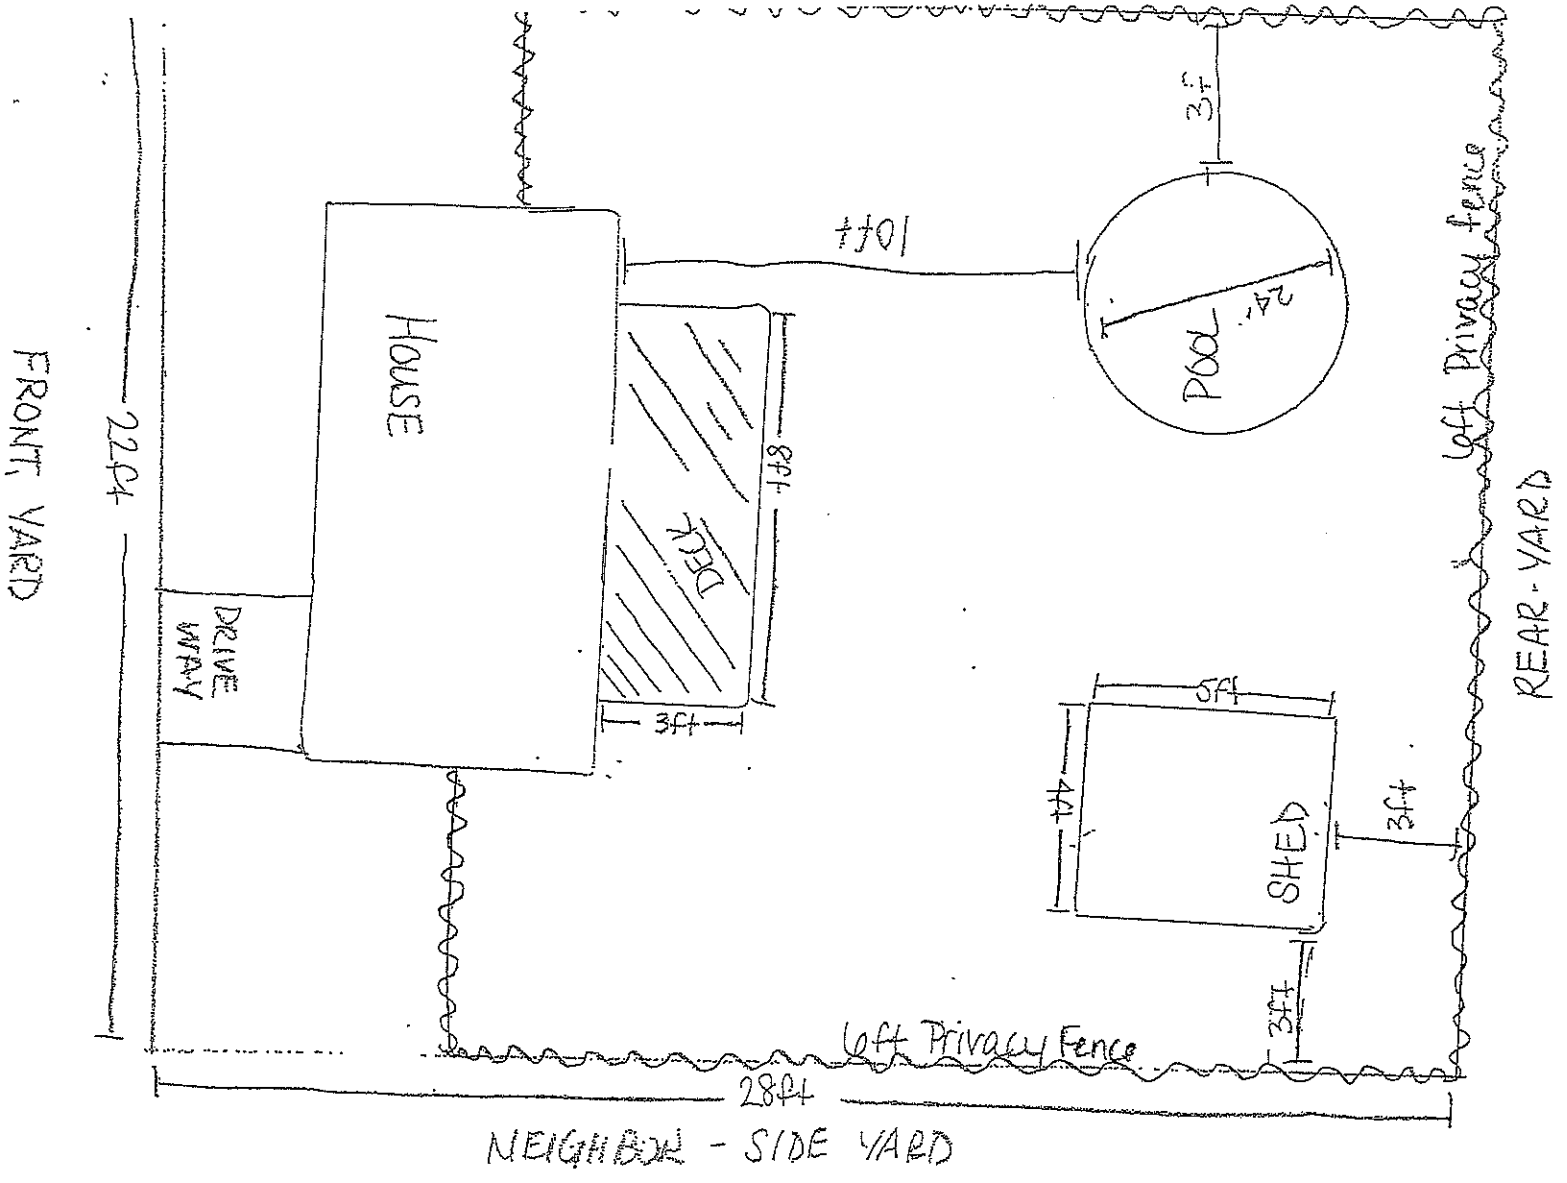 FRONT, YARD
22ft
DRIVE
WAY
HOUSE
DECK
8ft
3ft
10ft
3f
POOL
24'
6ft Privacy fence
REAR-YARD
5ft
4ft
SHED
3ft
3ft
6ft Privacy Fence
28ft
NEIGHBOR - SIDE YARD